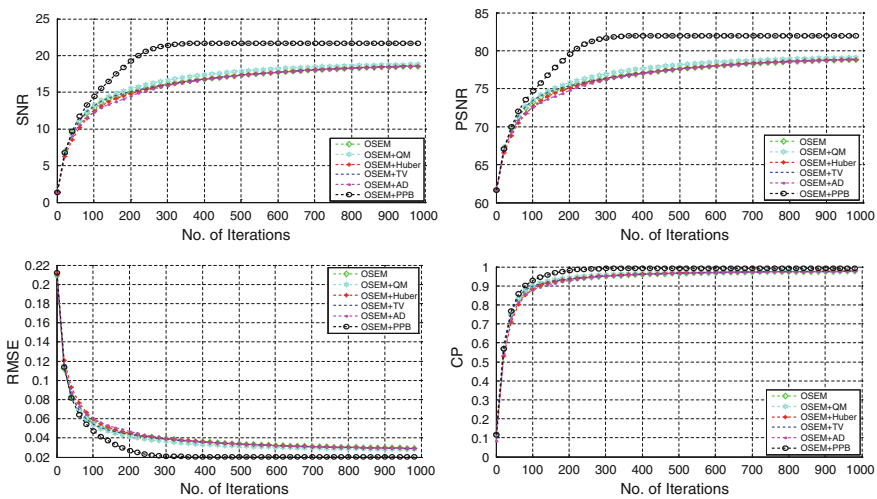 25
20
15
10
5
0
SNR
0 100 200 300 400 500 600 700 800 900 1000
No. of Iterations
OSEM
OSEM+QM
OSEM+Huber
OSEM+TV
OSEM+AD
OSEM+PPB
85
80
75
70
65
60
PSNR
0 100 200 300 400 500 600 700 800 900 1000
No. of Iterations
OSEM
OSEM+QM
OSEM+Huber
OSEM+TV
OSEM+AD
OSEM+PPB
0.22
0.2
0.18
0.16
0.14
0.12
0.1
0.08
0.06
0.04
0.02
RMSE
0 100 200 300 400 500 600 700 800 900 1000
No. of Iterations
OSEM
OSEM+QM
OSEM+Huber
OSEM+TV
OSEM+AD
OSEM+PPB
1
0.9
0.8
0.7
0.6
0.5
0.4
0.3
0.2
0.1
0
CP
0 100 200 300 400 500 600 700 800 900 1000
No. of Iterations
OSEM
OSEM+QM
OSEM+Huber
OSEM+TV
OSEM+AD
OSEM+PPB